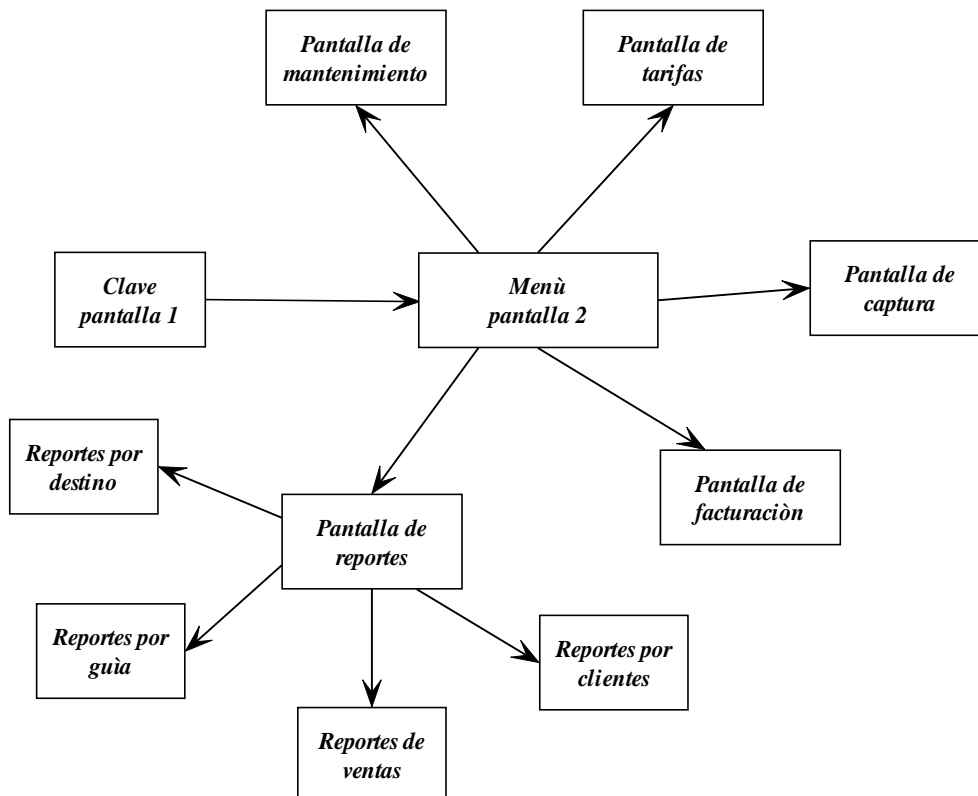 Pantalla de
mantenimiento
Pantalla de
tarifas
Clave
pantalla 1
Menù
pantalla 2
Pantalla de
captura
Reportes por
destino
Pantalla de
facturaciòn
Pantalla de
reportes
Reportes por
guìa
Reportes por
clientes
Reportes de
ventas